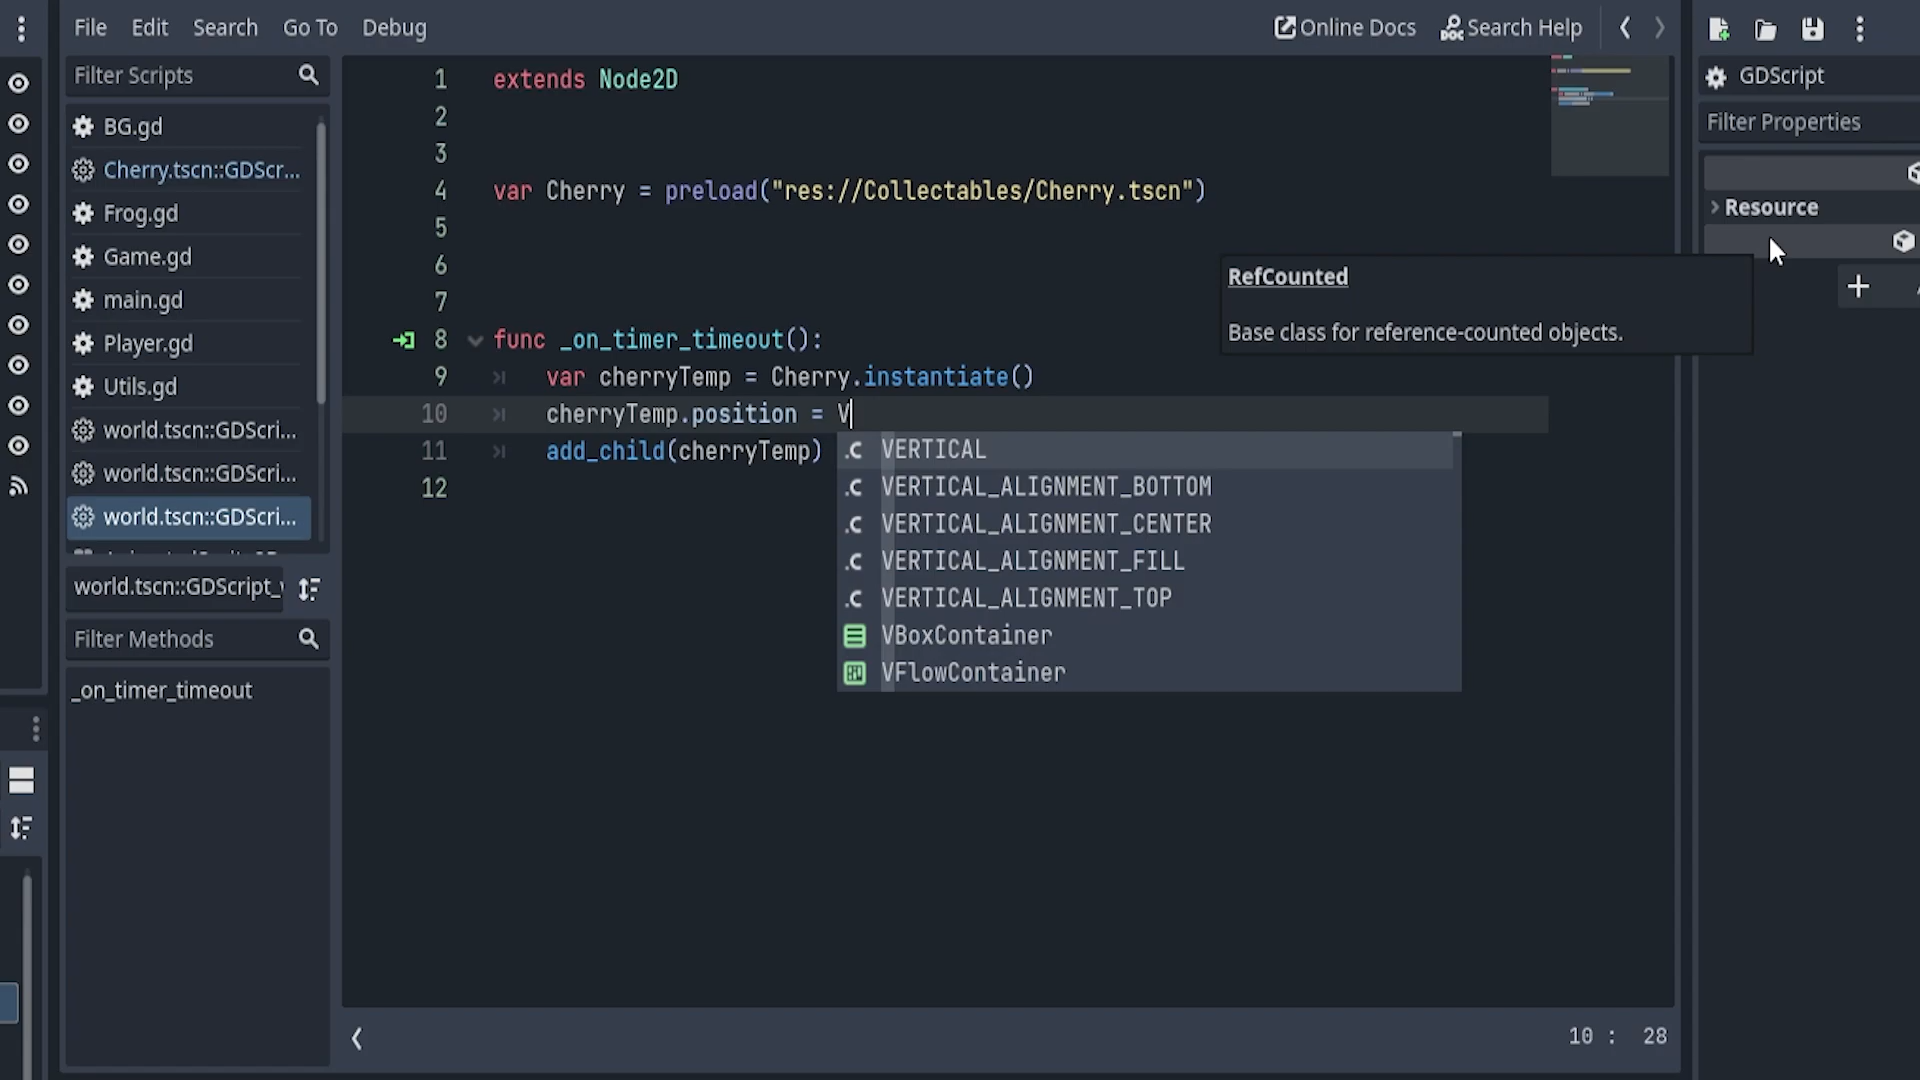 File Edit Search Go To Debug Online Docs Search Help
Filter Scripts
BG.gd
Cherry.tscn::GDScr...
Frog.gd
Game.gd
main.gd
Player.gd
Utils.gd
world.tscn::GDScri...
world.tscn::GDScri...
world.tscn::GDScri...
world.tscn::GDScript_
Filter Methods
_on_timer_timeout
1 extends Node2D
2
3
4 var Cherry = preload("res://Collectables/Cherry.tscn")
5
6
7
8 func _on_timer_timeout():
9 var cherryTemp = Cherry.instantiate()
10 cherryTemp.position = V
11 add_child(cherryTemp)
12
VERTICAL
VERTICAL_ALIGNMENT_BOTTOM
VERTICAL_ALIGNMENT_CENTER
VERTICAL_ALIGNMENT_FILL
VERTICAL_ALIGNMENT_TOP
VBoxContainer
VFlowContainer
RefCounted
Base class for reference-counted objects.
10 : 28
GDScript
Filter Properties
Resource